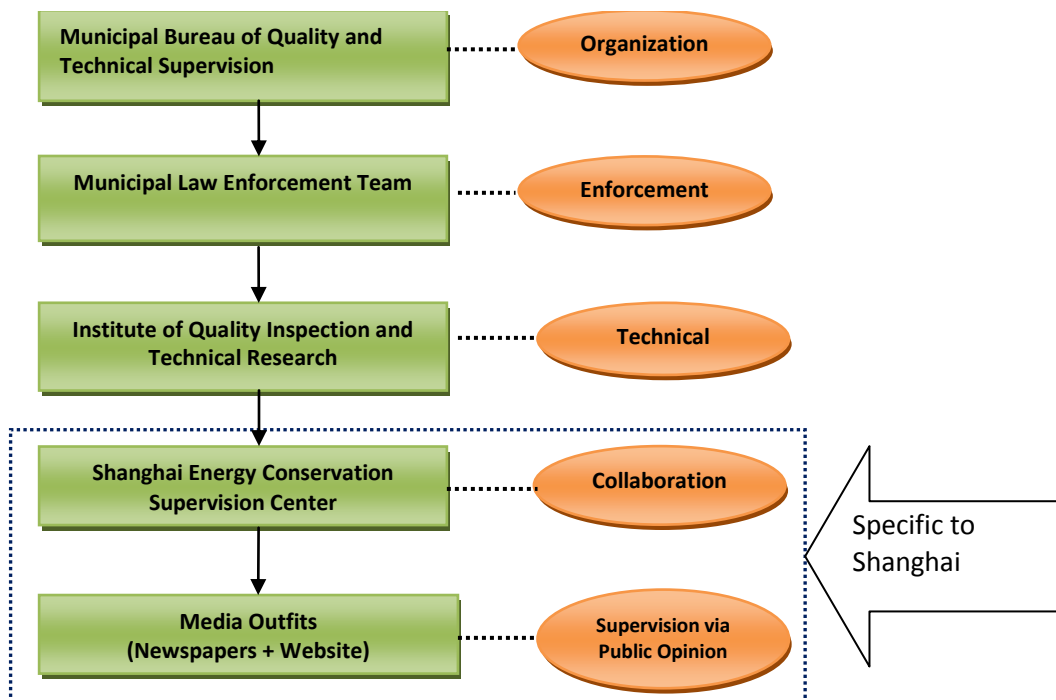 Municipal Bureau of Quality and
Technical Supervision
Organization
Municipal Law Enforcement Team
Enforcement
Institute of Quality Inspection and
Technical Research
Technical
Shanghai Energy Conservation
Supervision Center
Collaboration
Specific to
Shanghai
Media Outfits
(Newspapers + Website)
Supervision via
Public Opinion